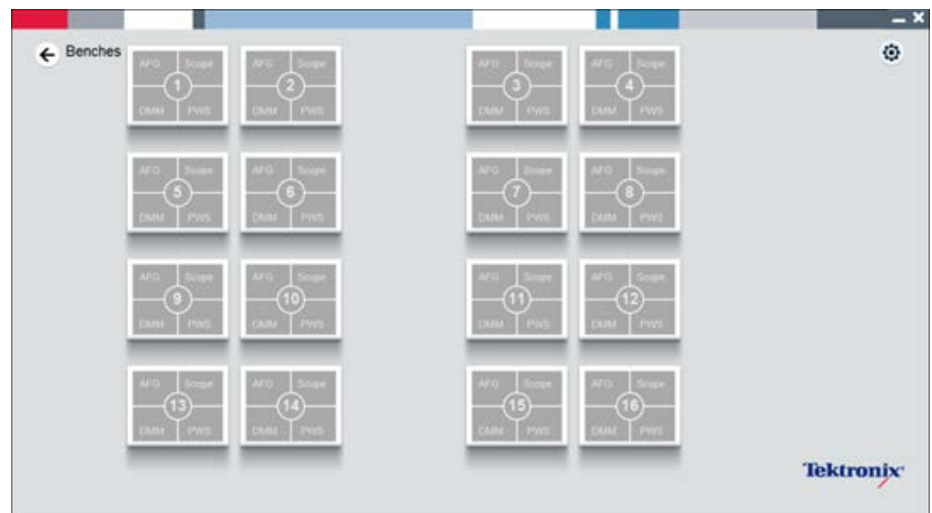 Benches
AFG Scope AFG Scope AFG Scope AFG Scope
1 2 3 4
DMM PWS DMM PWS DMM PWS DMM PWS
AFG Scope AFG Scope AFG Scope AFG Scope
5 6 7 8
DMM PWS DMM PWS DMM PWS DMM PWS
AFG Scope AFG Scope AFG Scope AFG Scope
9 10 11 12
DMM PWS DMM PWS DMM PWS DMM PWS
AFG Scope AFG Scope AFG Scope AFG Scope
13 14 15 16
DMM PWS DMM PWS DMM PWS DMM PWS
Tektronix